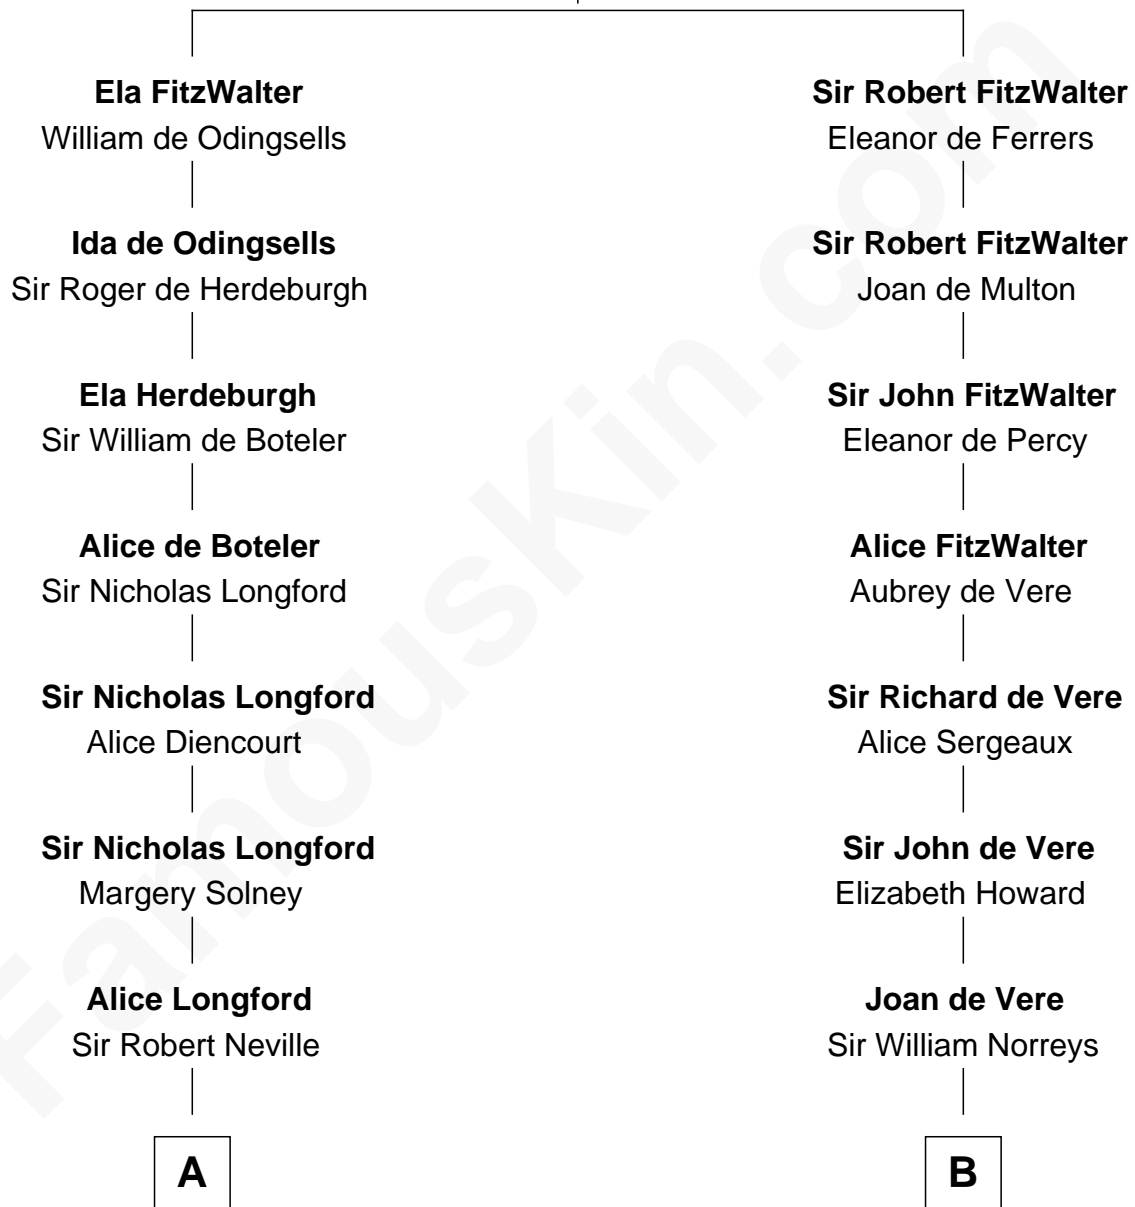 Ela FitzWalter
William de Odingsells
Ida de Odingsells
Sir Roger de Herdeburgh
Ela Herdeburgh
Sir William de Boteler
Alice de Boteler
Sir Nicholas Longford
Sir Nicholas Longford
Alice Diencourt
Sir Nicholas Longford
Margery Solney
Alice Longford
Sir Robert Neville
A
Sir Robert FitzWalter
Eleanor de Ferrers
Sir Robert FitzWalter
Joan de Multon
Sir John FitzWalter
Eleanor de Percy
Alice FitzWalter
Aubrey de Vere
Sir Richard de Vere
Alice Sergeaux
Sir John de Vere
Elizabeth Howard
Joan de Vere
Sir William Norreys
B
FamousKin.com